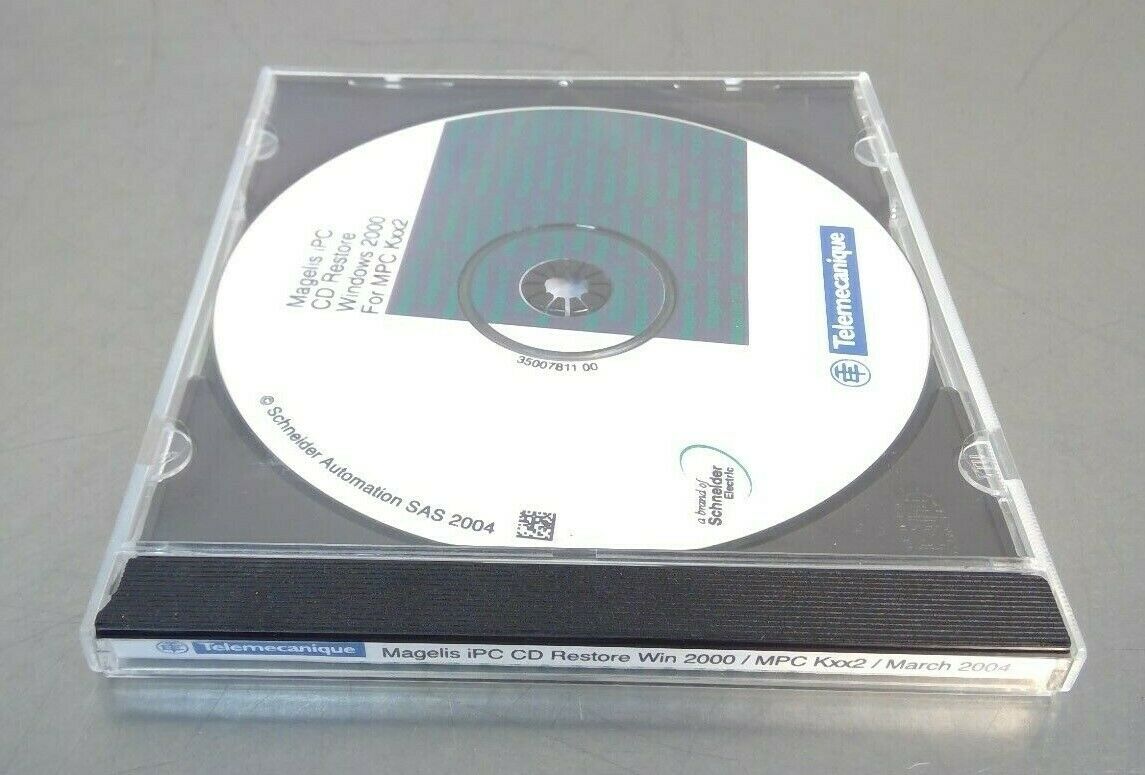 Magelis iPC
CD Restore
Windows 2000
For MPC Kxx2
Telemecanique
35007811 00
© Schneider Automation SAS 2004
a brand of
Schneider
Electric
Telemecanique Magelis iPC CD Restore Win 2000 / MPC Kxx2 / March 2004